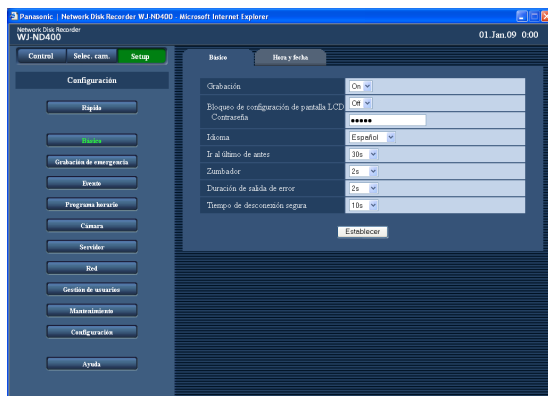 Panasonic | Network Disk Recorder WJ-ND400 - Microsoft Internet Explorer
Network Disk Recorder
WJ-ND400
01.Jan.09 0:00
Control Selec. cam. Setup
Configuración
Rápido
Básico
Grabación de emergencia
Evento
Programa horario
Cámara
Servidor
Red
Gestión de usuarios
Mantenimiento
Configuración
Ayuda
Básico Hora y fecha
Grabación On
Bloqueo de configuración de pantalla LCD Off
Contraseña •••••
Idioma Español
Ir al último de antes 30s
Zumbador 2s
Duración de salida de error 2s
Tiempo de desconexión segura 10s
Establecer